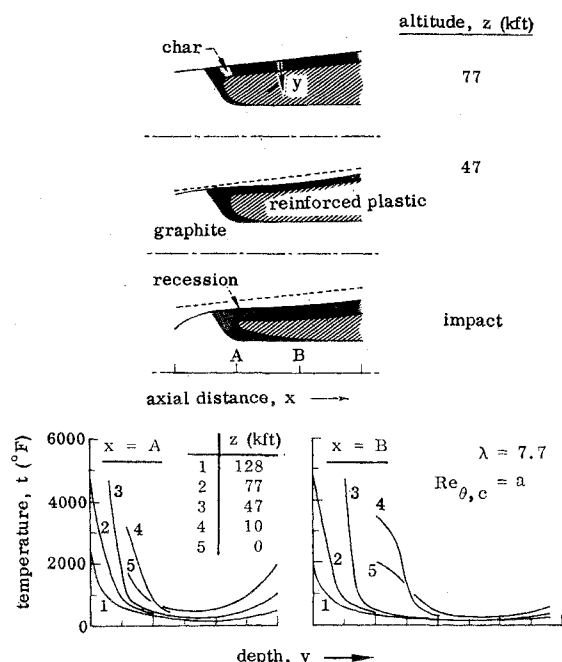 altitude, z (kft)
char
y
77
47
reinforced plastic
graphite
recession
impact
A B
axial distance, x
6000
4000
2000
0
temperature, t (°F)
x = A
z (kft)
1 128
2 77
3 47
4 10
5 0
3
2
4
5
1
x = B
λ = 7.7
Re θ,c = a
4
3
2
5
1
depth, y